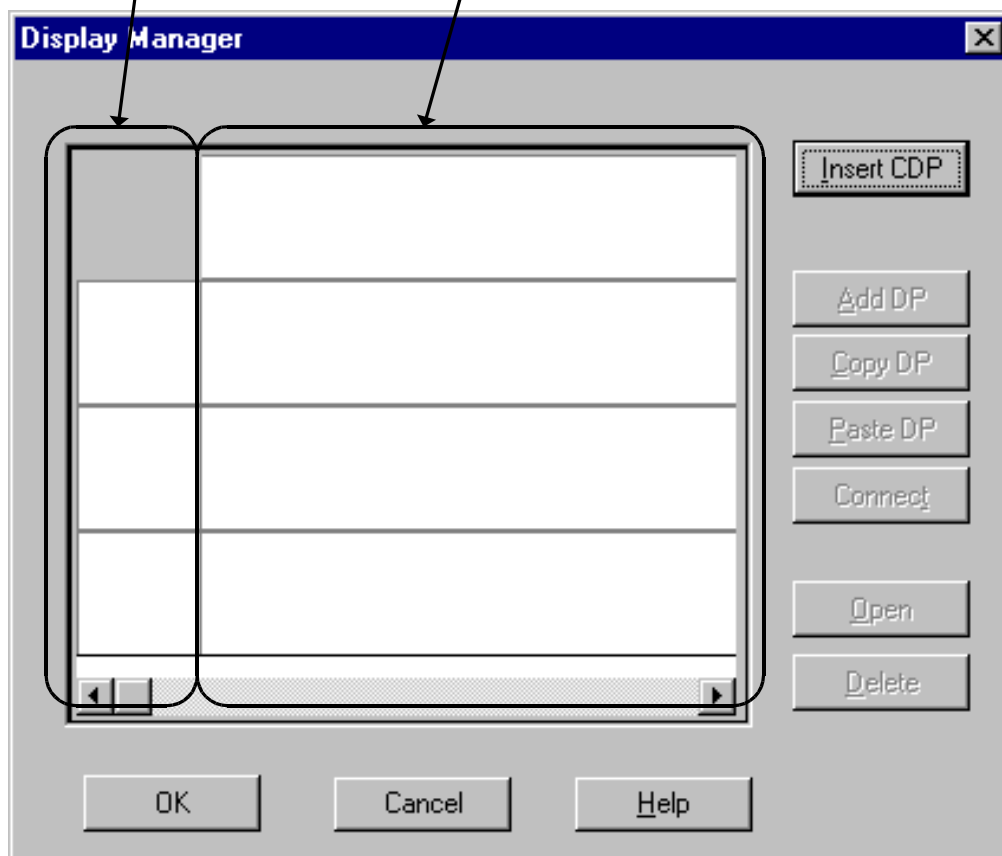 Display Manager
Insert CDP
Add DP
Copy DP
Paste DP
Connect
Open
Delete
OK
Cancel
Help